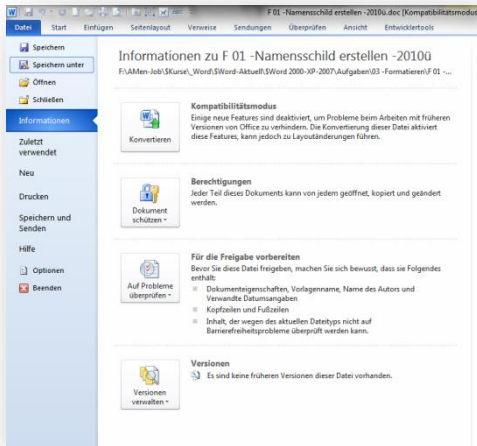 F 01 -Namensschild erstellen -2010ü.doc [Kompatibilitätsmodus
Datei Start Einfügen Seitenlayout Verweise Sendungen Überprüfen Ansicht Entwicklertools
Speichern
Speichern unter
Öffnen
Schließen
Informationen
Zuletzt
verwendet
Neu
Drucken
Speichern und
Senden
Hilfe
Optionen
Beenden
Informationen zu F 01 -Namensschild erstellen -2010ü
F:\AMen-Job\$Kurse\_Word\$Word-Aktuell\$Word 2000-XP-2007\Aufgaben\03 -Formatieren\F 01 -...
Konvertieren
Kompatibilitätsmodus
Einige neue Features sind deaktiviert, um Probleme beim Arbeiten mit früheren
Versionen von Office zu verhindern. Die Konvertierung dieser Datei aktiviert
diese Features, kann jedoch zu Layoutänderungen führen.
Dokument
schützen
Berechtigungen
Jeder Teil dieses Dokuments kann von jedem geöffnet, kopiert und geändert
werden.
Auf Probleme
überprüfen
Für die Freigabe vorbereiten
Bevor Sie diese Datei freigeben, machen Sie sich bewusst, dass sie Folgendes
enthält:
Dokumenteigenschaften, Vorlagenname, Name des Autors und
Verwandte Datumsangaben
Kopfzeilen und Fußzeilen
Inhalt, der wegen des aktuellen Dateityps nicht auf
Barrierefreiheitsprobleme überprüft werden kann.
Versionen
verwalten
Versionen
Es sind keine früheren Versionen dieser Datei vorhanden.